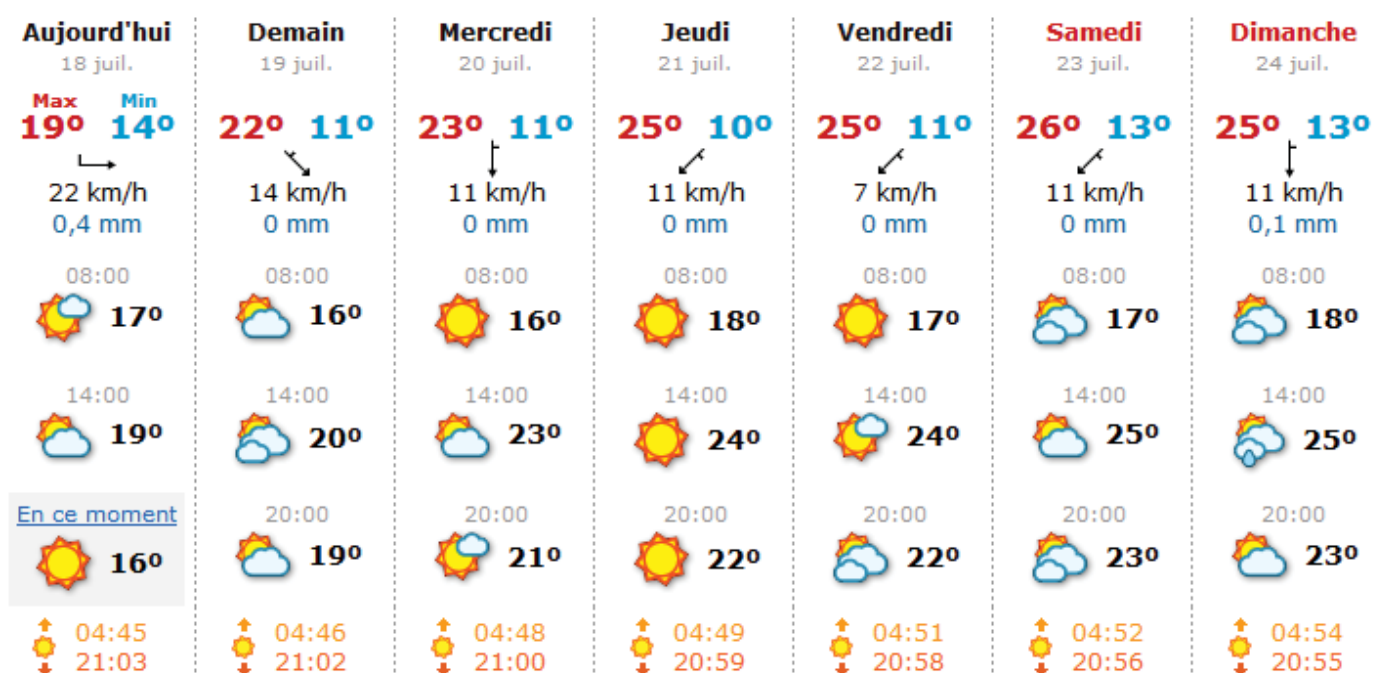 Aujourd'hui Demain Mercredi Jeudi Vendredi Samedi Dimanche
18 juil. 19 juil. 20 juil. 21 juil. 22 juil. 23 juil. 24 juil.
Max Min
19º 14º 22º 11º 23º 11º 25º 10º 25º 11º 26º 13º 25º 13º
22 km/h 14 km/h 11 km/h 11 km/h 7 km/h 11 km/h 11 km/h
0,4 mm 0 mm 0 mm 0 mm 0 mm 0 mm 0,1 mm
08:00 08:00 08:00 08:00 08:00 08:00 08:00
17º 16º 16º 18º 17º 17º 18º
14:00 14:00 14:00 14:00 14:00 14:00 14:00
19º 20º 23º 24º 24º 25º 25º
En ce moment 20:00 20:00 20:00 20:00 20:00 20:00
16º 19º 21º 22º 22º 23º 23º
04:45 04:46 04:48 04:49 04:51 04:52 04:54
21:03 21:02 21:00 20:59 20:58 20:56 20:55